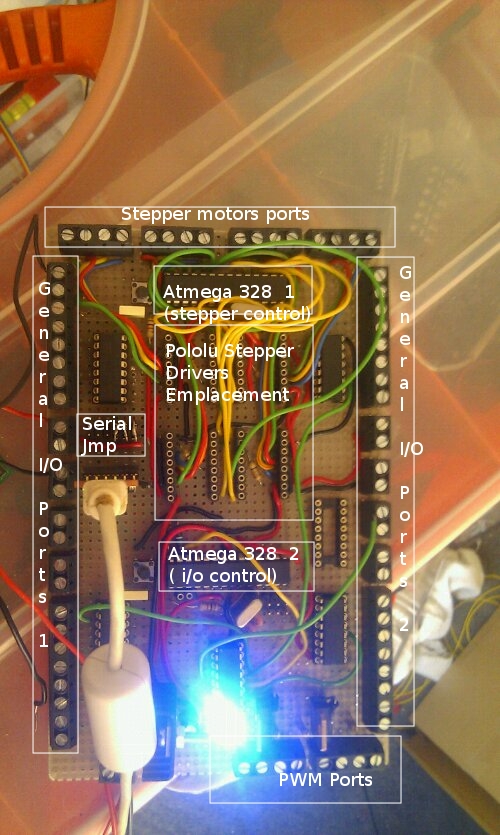 Stepper motors ports
Atmega 328 1
(stepper control)
Pololu Stepper
Drivers
Emplacement
General I/O Ports 1
General I/O Ports 2
Serial
Jmp
Atmega 328 2
( i/o control)
PWM Ports